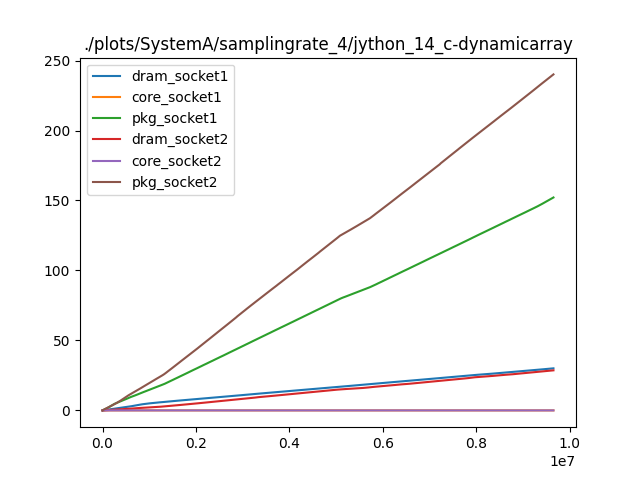 ./plots/SystemA/samplingrate_4/jython_14_c-dynamicarray
250
200
150
100
50
0
dram_socket1
core_socket1
pkg_socket1
dram_socket2
core_socket2
pkg_socket2
0.0 0.2 0.4 0.6 0.8 1.0
1e7